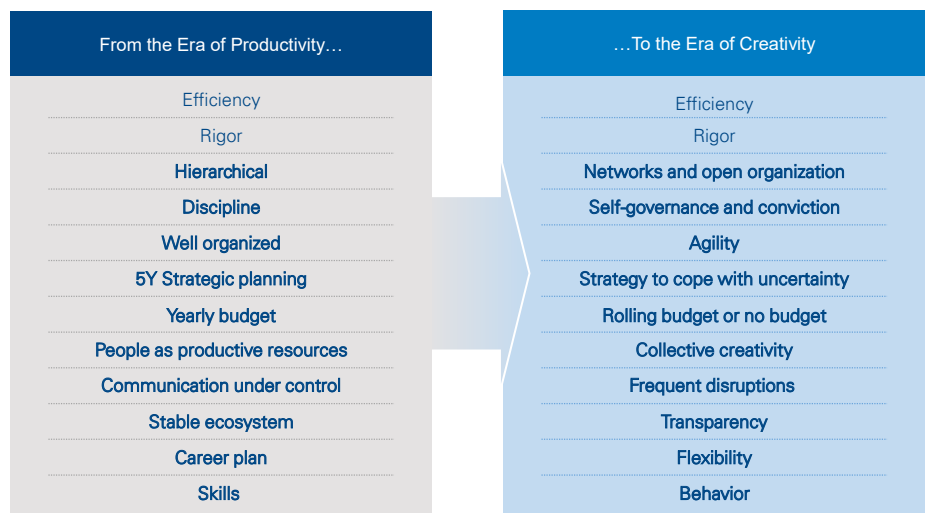 From the Era of Productivity…
Efficiency
Rigor
Hierarchical
Discipline
Well organized
5Y Strategic planning
Yearly budget
People as productive resources
Communication under control
Stable ecosystem
Career plan
Skills
…To the Era of Creativity
Efficiency
Rigor
Networks and open organization
Self-governance and conviction
Agility
Strategy to cope with uncertainty
Rolling budget or no budget
Collective creativity
Frequent disruptions
Transparency
Flexibility
Behavior